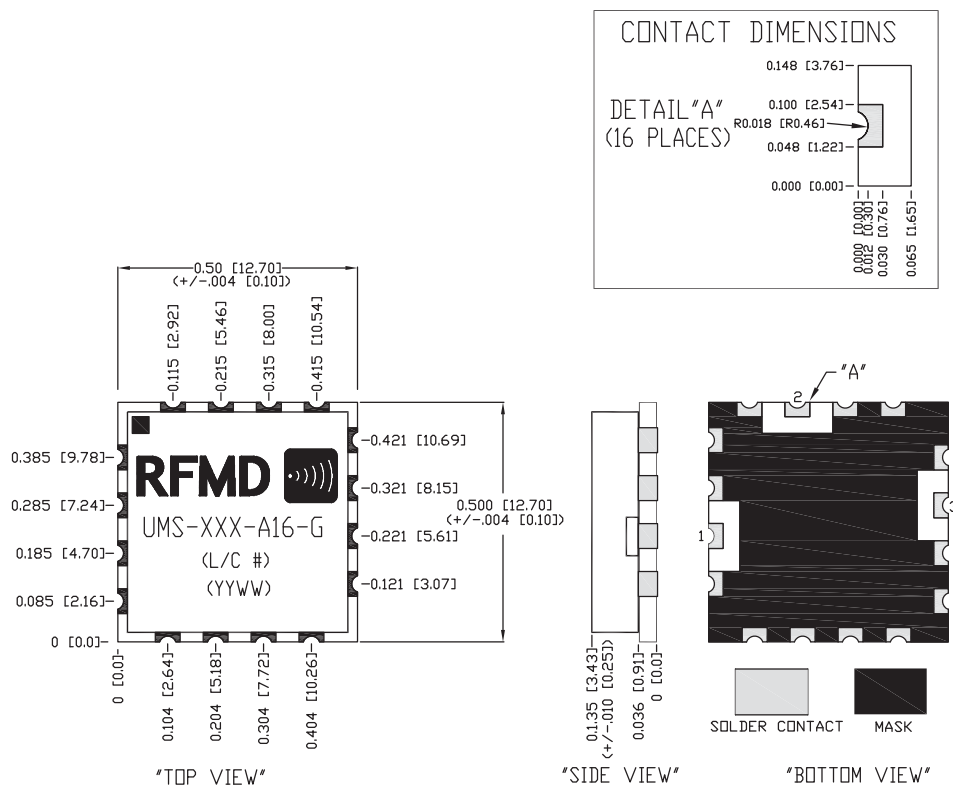 CONTACT DIMENSIONS
0.148 [3.76]
DETAIL"A"
(16 PLACES)
0.100 [2.54]
R0.018 [R0.46]
0.048 [1.22]
0.000 [0.00]
0.000 [0.00]
0.012 [0.30]
0.030 [0.76]
0.065 [1.65]
0.50 [12.70]
(+/-.004 [0.10])
0.115 [2.92]
0.215 [5.46]
0.315 [8.00]
0.415 [10.54]
0.385 [9.78]
0.285 [7.24]
0.185 [4.70]
0.085 [2.16]
0 [0.0]
RFMD
UMS-XXX-A16-G
(L/C #)
(YYWW)
0.421 [10.69]
0.321 [8.15]
0.221 [5.61]
0.121 [3.07]
0.500 [12.70]
(+/-.004 [0.10])
0 [0.0]
0.104 [2.64]
0.204 [5.18]
0.304 [7.72]
0.404 [10.26]
"TOP VIEW"
0.135 [3.43]
(+/-.010 [0.25])
0.036 [0.91]
0 [0.0]
"SIDE VIEW"
"A"
2
1
3
SOLDER CONTACT
MASK
"BOTTOM VIEW"